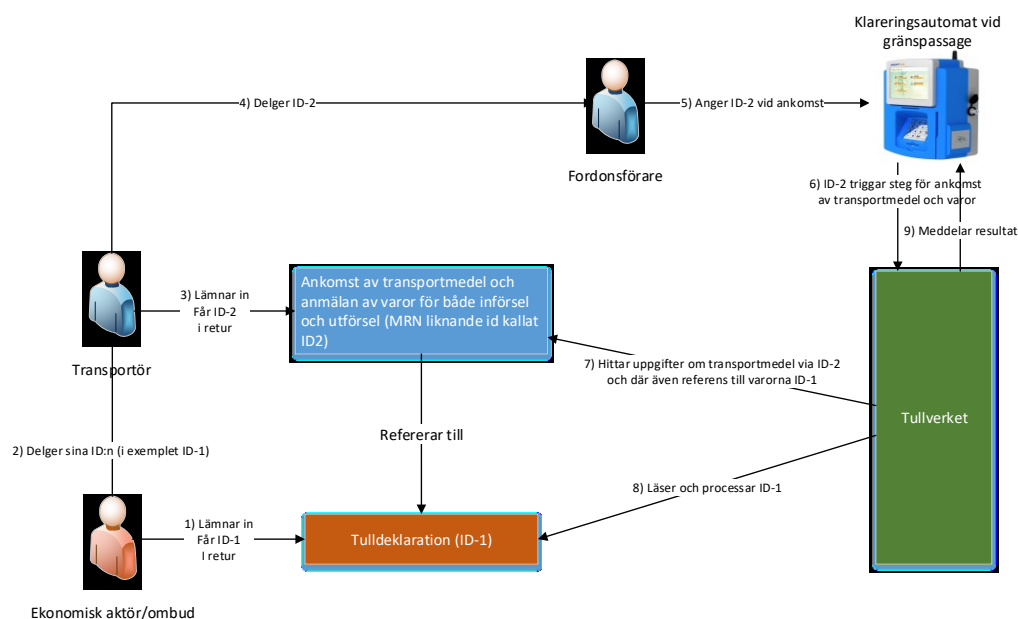 Klareringsautomat vid
gränspassage
4) Delger ID-2
5) Anger ID-2 vid ankomst
Fordonsförare
6) ID-2 triggar steg för ankomst
av transportmedel och varor
9) Meddelar resultat
Ankomst av transportmedel och
anmälan av varor för både införsel
och utförsel (MRN liknande id kallat
ID2)
3) Lämnar in
Får ID-2
i retur
Transportör
7) Hittar uppgifter om transportmedel via ID-2
och där även referens till varorna ID-1
Tullverket
Refererar till
2) Delger sina ID:n (i exemplet ID-1)
8) Läser och processar ID-1
1) Lämnar in
Får ID-1
I retur
Tulldeklaration (ID-1)
Ekonomisk aktör/ombud